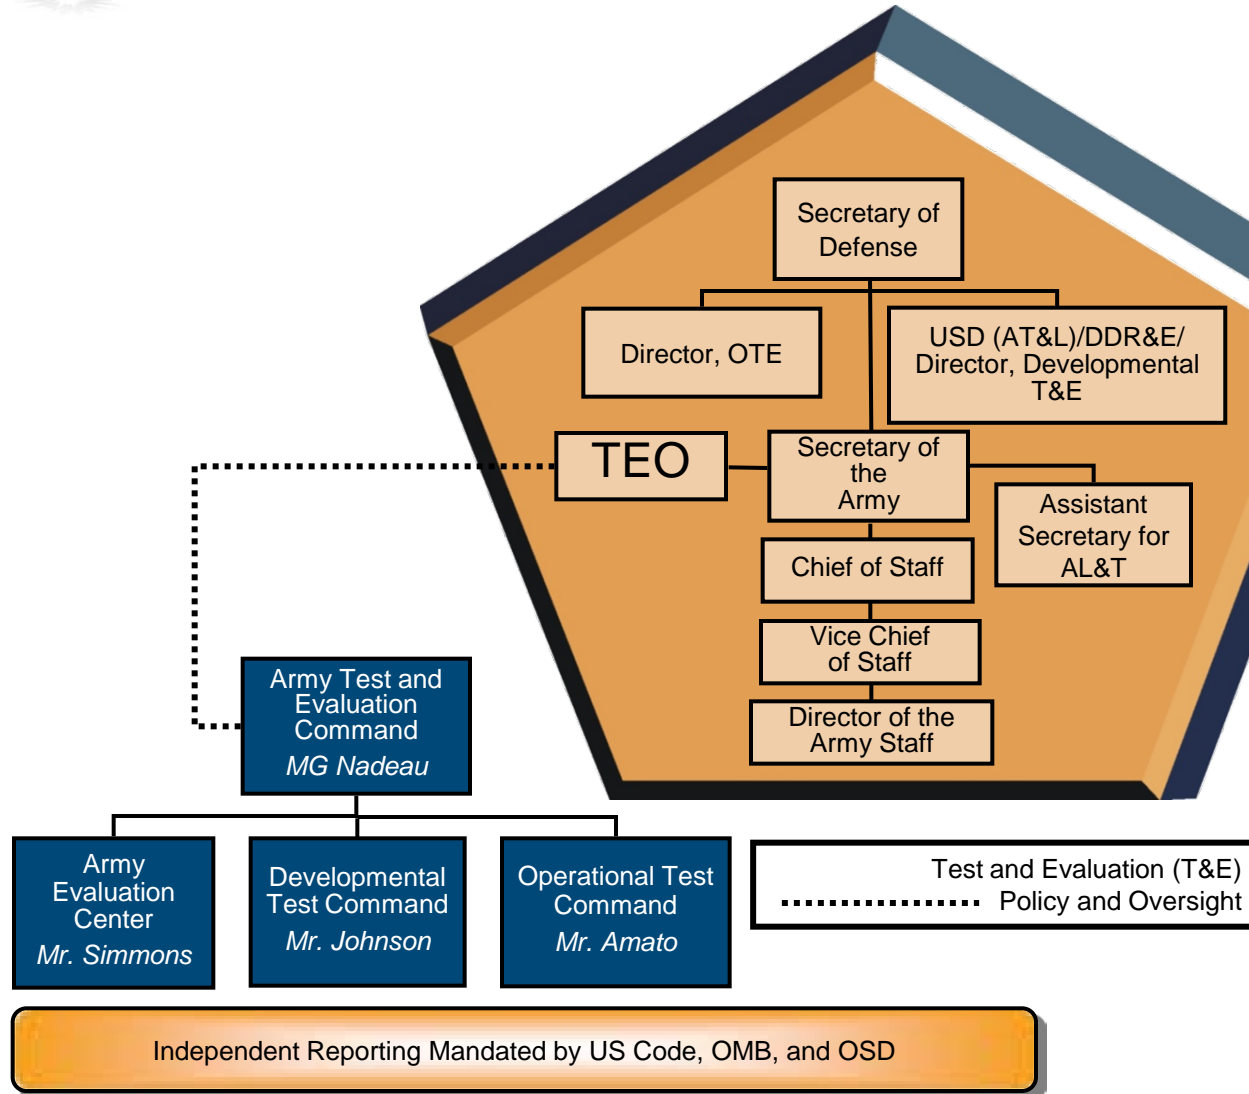 Secretary of
Defense
Director, OTE
USD (AT&L)/DDR&E/
Director, Developmental
T&E
TEO
Secretary of
the
Army
Assistant
Secretary for
AL&T
Chief of Staff
Vice Chief
of Staff
Director of the
Army Staff
Army Test and
Evaluation
Command
MG Nadeau
Army
Evaluation
Center
Mr. Simmons
Developmental
Test Command
Mr. Johnson
Operational Test
Command
Mr. Amato
Test and Evaluation (T&E)
Policy and Oversight
Independent Reporting Mandated by US Code, OMB, and OSD